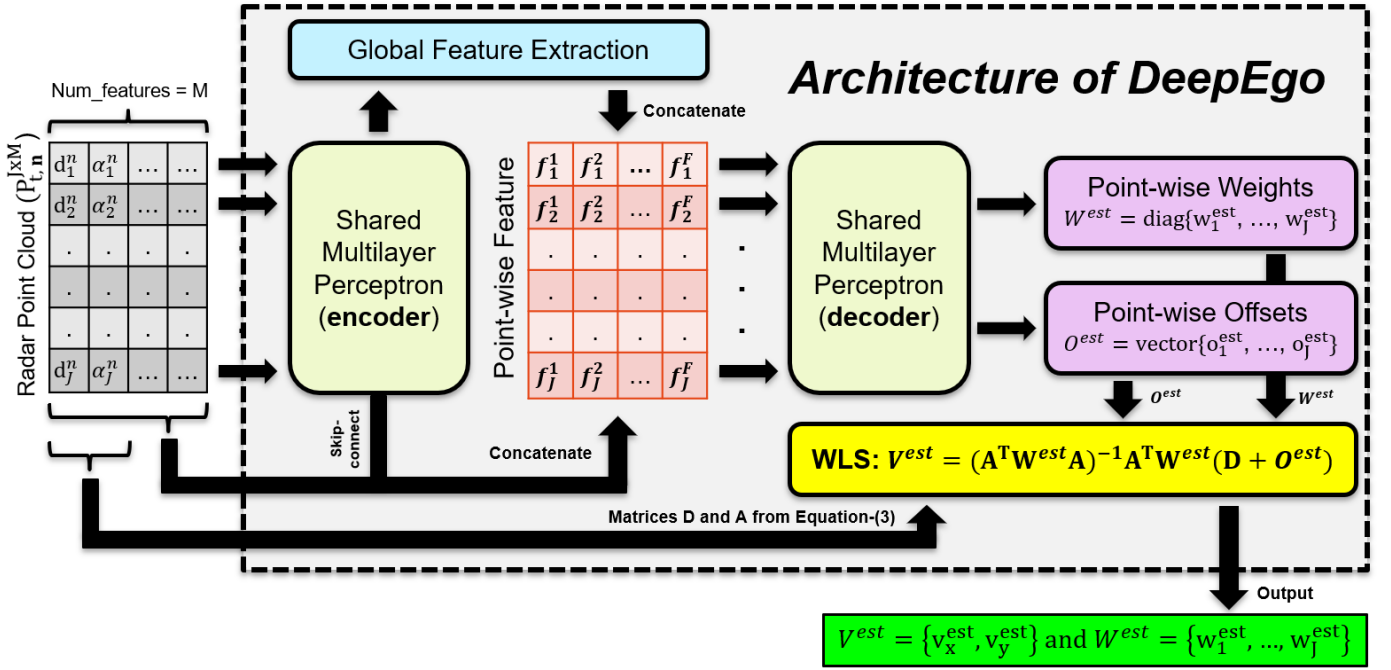 Architecture of DeepEgo
Global Feature Extraction
Concatenate
Num_features = M
Radar Point Cloud (P_{t,n}^{JxM})
d_1^n α_1^n … …
d_2^n α_2^n … …
. . . .
. . . .
. . . .
d_J^n α_J^n … …
Shared
Multilayer
Perceptron
(encoder)
Skip-
connect
Point-wise Feature
f_1^1 f_1^2 … f_1^F
f_2^1 f_2^2 … f_2^F
. . . .
. . . .
. . . .
f_J^1 f_J^2 … f_J^F
Concatenate
Shared
Multilayer
Perceptron
(decoder)
Point-wise Weights
W^{est} = diag{w_1^{est}, …, w_J^{est}}
Point-wise Offsets
O^{est} = vector{o_1^{est}, …, o_J^{est}}
O^{est} W^{est}
WLS: V^{est} = (A^T W^{est} A)^{-1} A^T W^{est} (D + O^{est})
Matrices D and A from Equation-(3)
Output
V^{est} = {v_x^{est}, v_y^{est}} and W^{est} = {w_1^{est}, …, w_J^{est}}